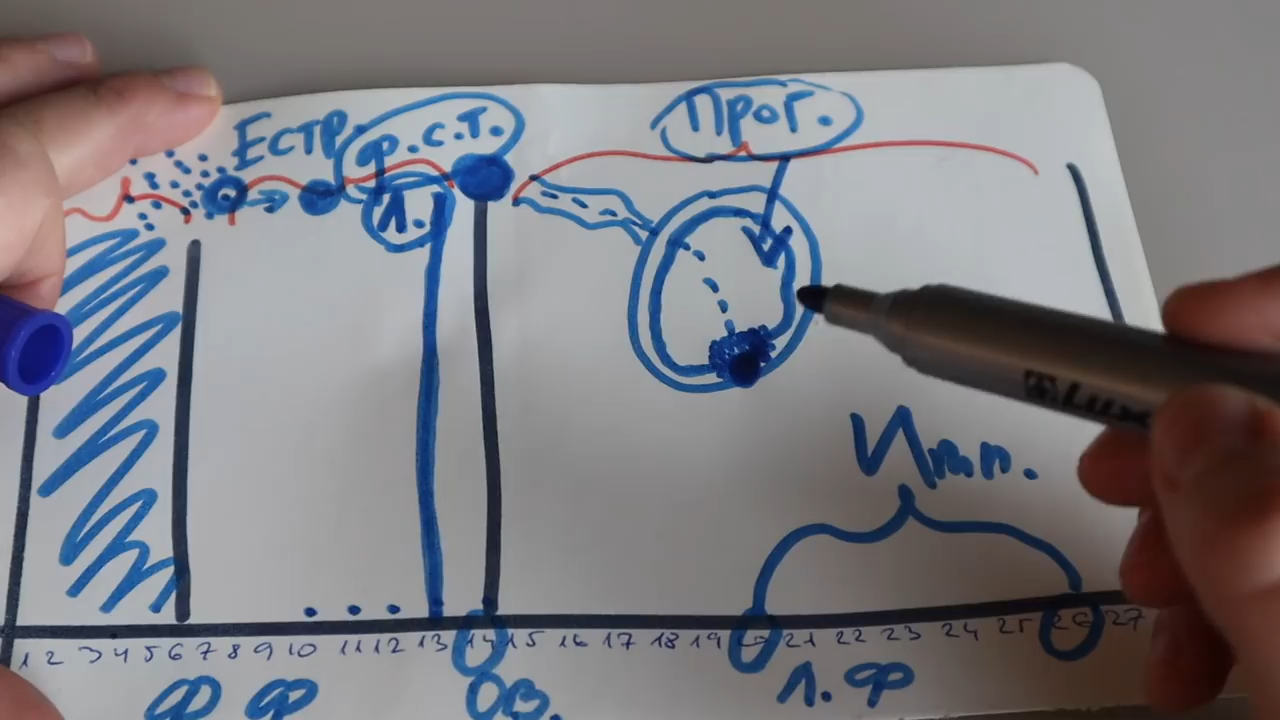 Естр.
ф.с.т.
Прог.
Л.
Имп.
1 2 3 4 5 6 7 8 9 10 11 12 13 14 15 16 17 18 19 20 21 22 23 24 25 26 27
ф ф
Ов.
Л. Ф
Lux